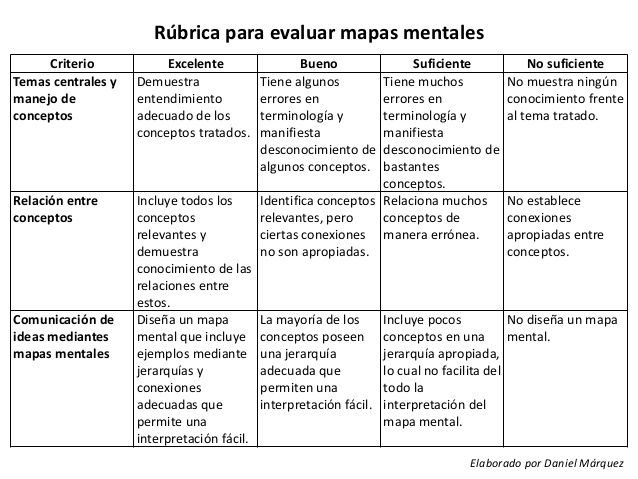 Rúbrica para evaluar mapas mentales
Criterio
Excelente
Bueno
Suficiente
No suficiente
Temas centrales y
manejo de
conceptos
Demuestra
entendimiento
adecuado de los
conceptos tratados.
Tiene algunos
errores en
terminología y
manifiesta
desconocimiento de
algunos conceptos.
Tiene muchos
errores en
terminología y
manifiesta
desconocimiento de
bastantes
conceptos.
No muestra ningún
conocimiento frente
al tema tratado.
Relación entre
conceptos
Incluye todos los
conceptos
relevantes y
demuestra
conocimiento de las
relaciones entre
estos.
Identifica conceptos
relevantes, pero
ciertas conexiones
no son apropiadas.
Relaciona muchos
conceptos de
manera errónea.
No establece
conexiones
apropiadas entre
conceptos.
Comunicación de
ideas mediantes
mapas mentales
Diseña un mapa
mental que incluye
ejemplos mediante
jerarquías y
conexiones
adecuadas que
permite una
interpretación fácil.
La mayoría de los
conceptos poseen
una jerarquía
adecuada que
permiten una
interpretación fácil.
Incluye pocos
conceptos en una
jerarquía apropiada,
lo cual no facilita del
todo la
interpretación del
mapa mental.
No diseña un mapa
mental.
Elaborado por Daniel Márquez